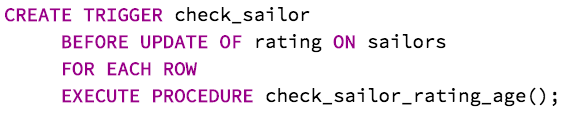 CREATE TRIGGER check_sailor
BEFORE UPDATE OF rating ON sailors
FOR EACH ROW
EXECUTE PROCEDURE check_sailor_rating_age();